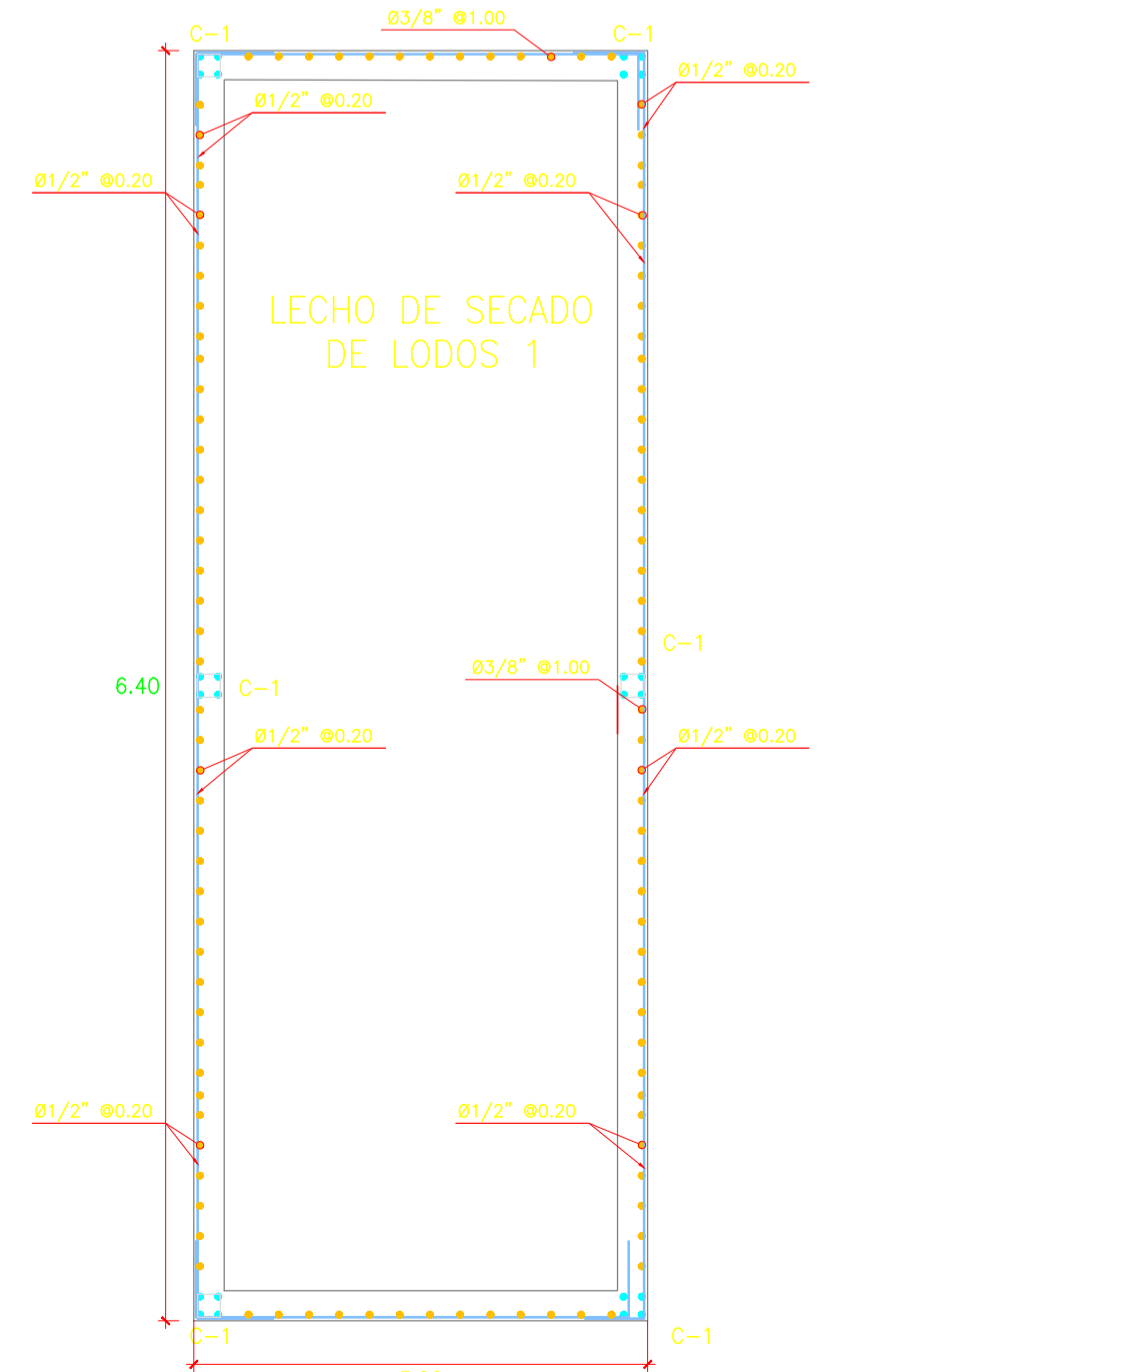 Ø3/8" @1.00
C-1
C-1
Ø1/2" @0.20
Ø1/2" @0.20
Ø1/2" @0.20
Ø1/2" @0.20
LECHO DE SECADO
DE LODOS 1
C-1
Ø3/8" @1.00
6.40
C-1
Ø1/2" @0.20
Ø1/2" @0.20
Ø1/2" @0.20
Ø1/2" @0.20
C-1
C-1